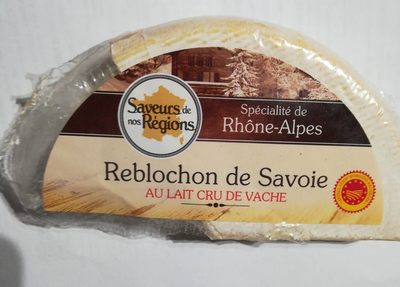 Saveurs de
nos Régions
Spécialité de
Rhône-Alpes
Reblochon de Savoie
AU LAIT CRU DE VACHE